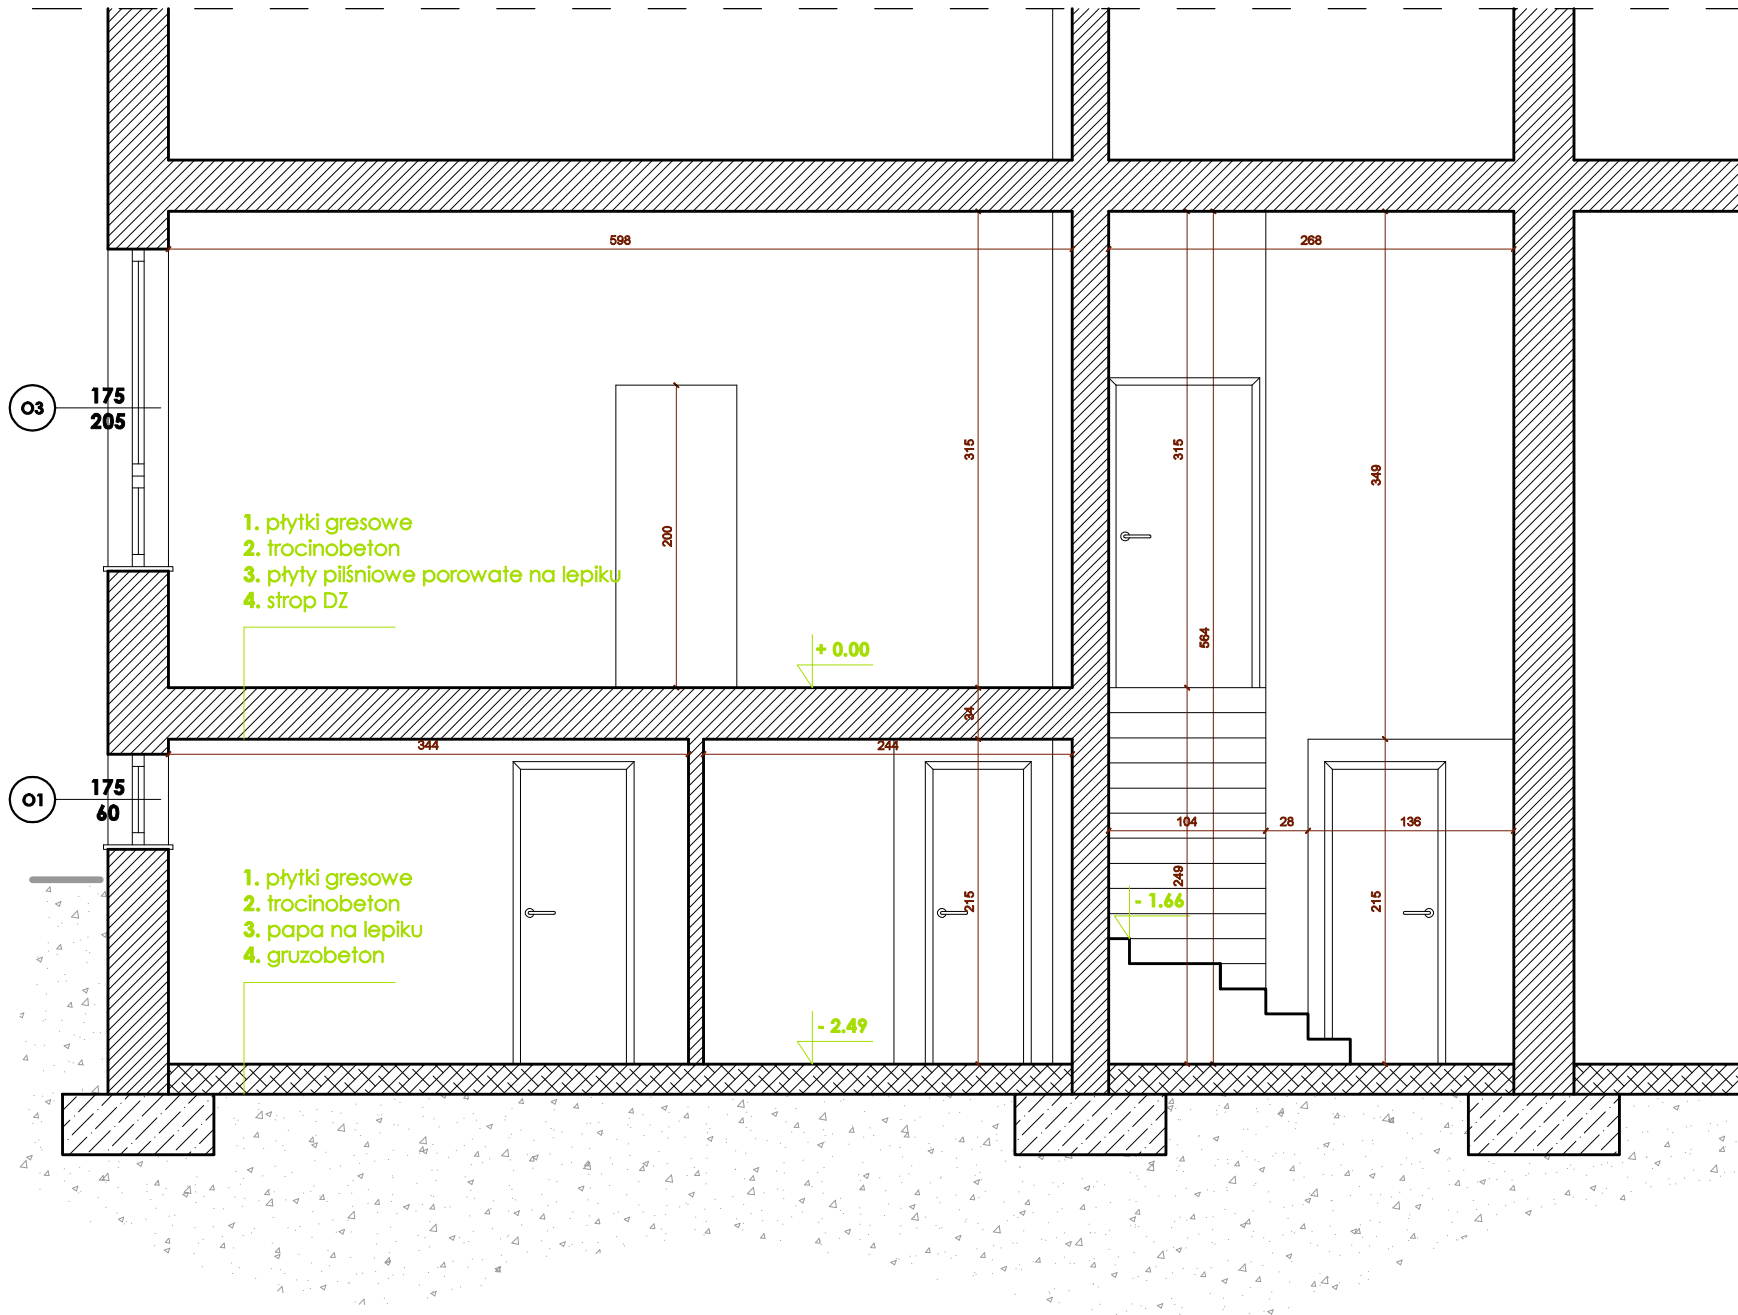 598
268
O3
175
205
315
315
349
200
1. płytki gresowe
2. trocinobeton
3. płyty pilśniowe porowate na lepiku
4. strop DZ
+ 0.00
564
34
344
244
O1
175
60
104
28
136
1. płytki gresowe
2. trocinobeton
3. papa na lepiku
4. gruzobeton
215
249
- 1.66
215
- 2.49